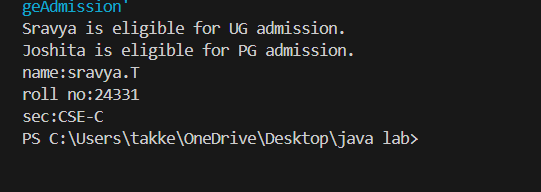 geAdmission'
Sravya is eligible for UG admission.
Joshita is eligible for PG admission.
name:sravya.T
roll no:24331
sec:CSE-C
PS C:\Users\takke\OneDrive\Desktop\java lab>